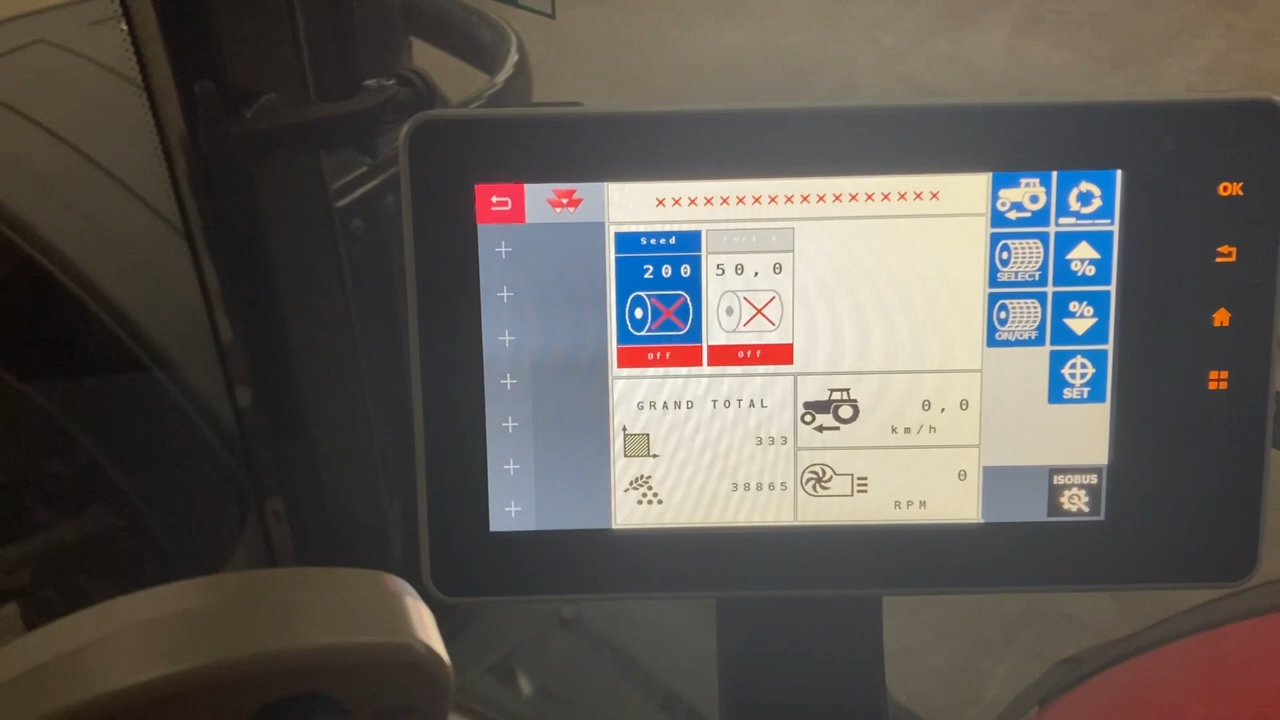 OK
Seed
200
50,0
Off
Off
SELECT
%
ON/OFF
%
SET
GRAND TOTAL
333
38865
0,0
km/h
0
RPM
ISOBUS